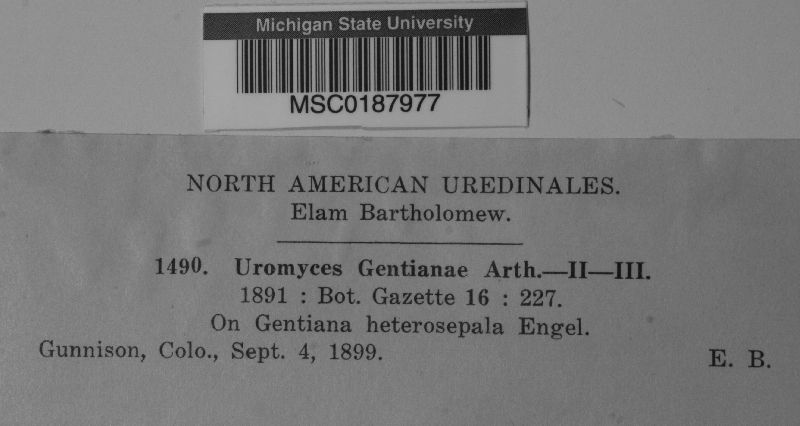 Michigan State University
MSC0187977
NORTH AMERICAN UREDINALES.
Elam Bartholomew.
1490. Uromyces Gentianae Arth.—II—III.
1891 : Bot. Gazette 16 : 227.
On Gentiana heterosepala Engel.
Gunnison, Colo., Sept. 4, 1899. E. B.